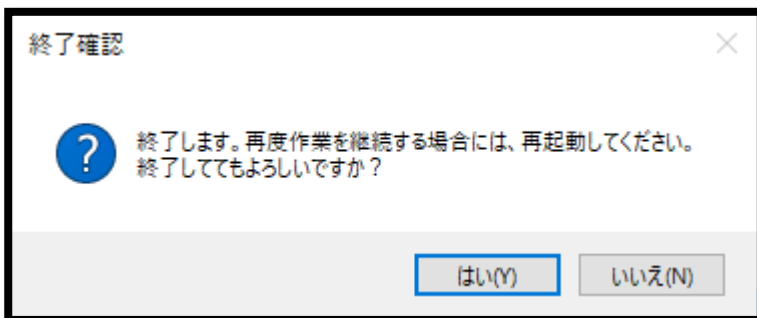 終了確認
終了します。再度作業を継続する場合には、再起動してください。
終了しててもよろしいですか？
はい(Y)
いいえ(N)